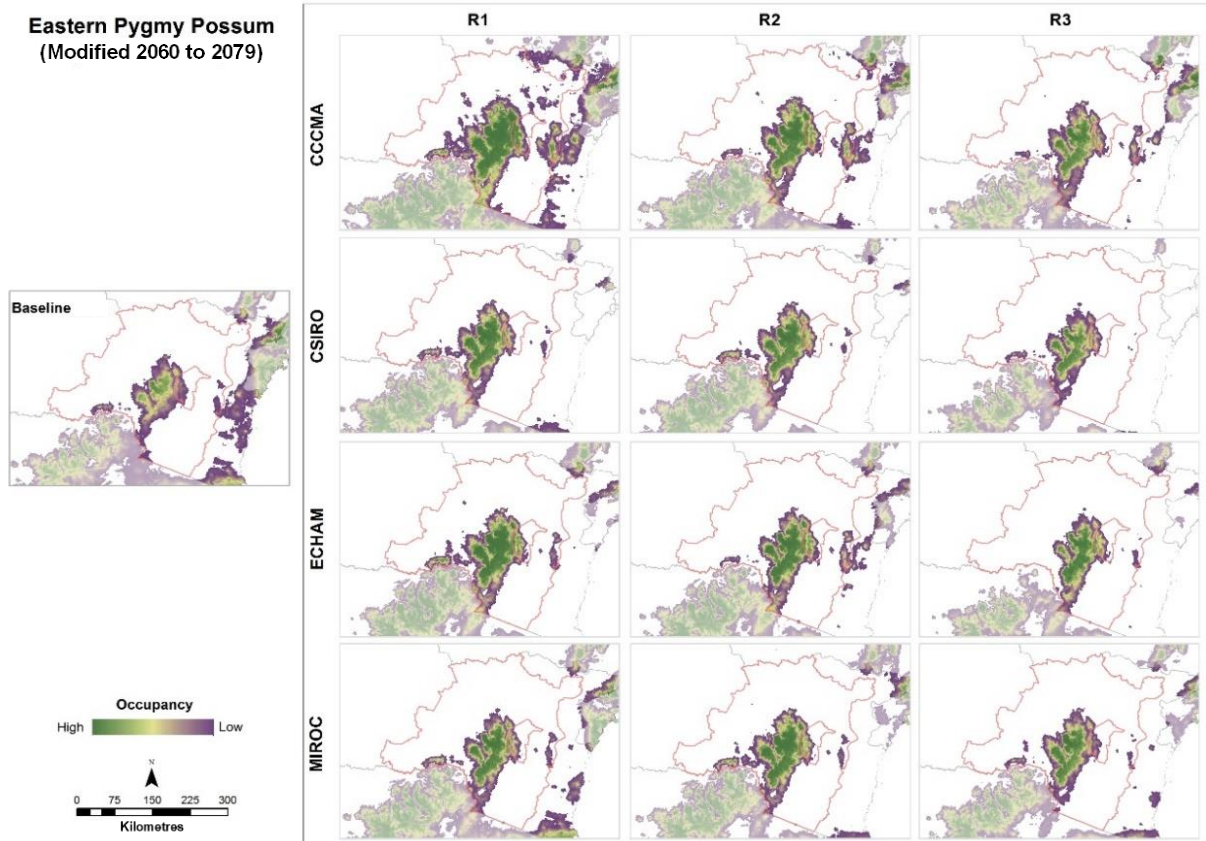 Eastern Pygmy Possum
(Modified 2060 to 2079)
R1 R2 R3
CCCMA
CSIRO
Baseline
ECHAM
MIROC
Occupancy
High Low
N
0 75 150 225 300
Kilometres